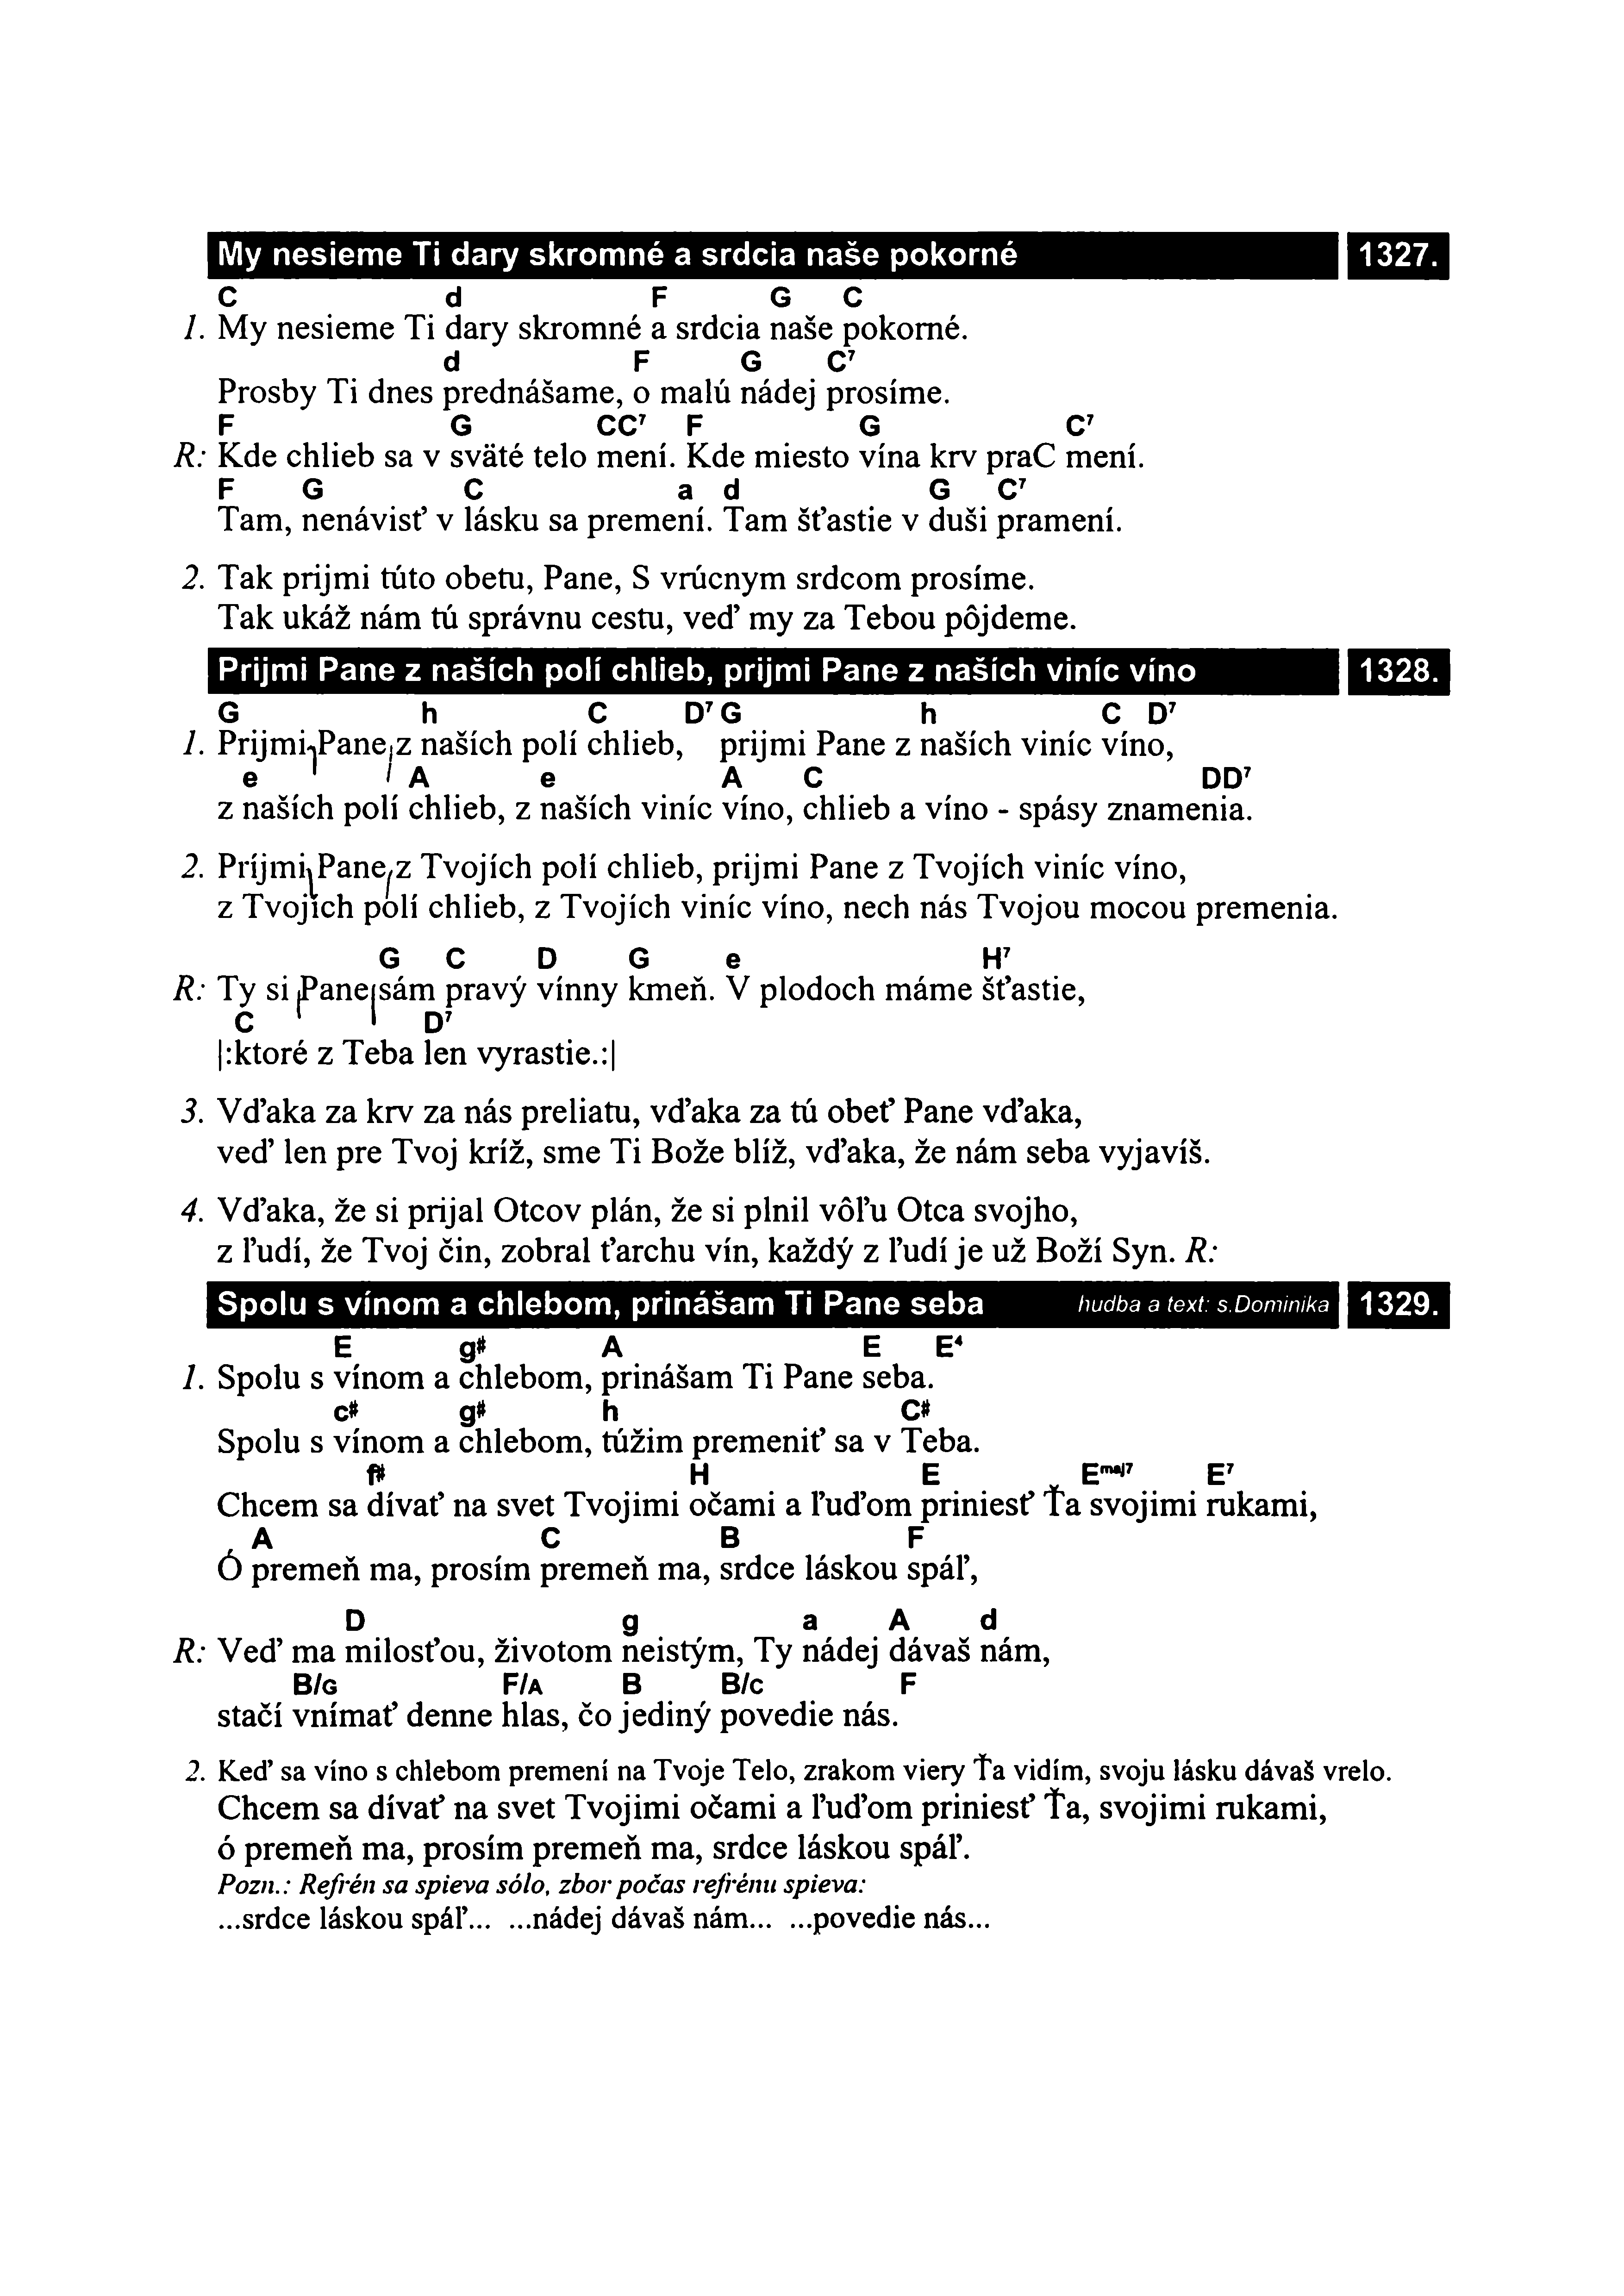 My nesieme Ti dary skromné a srdcia naše pokorné 1327.
C d F G C
1. My nesieme Ti dary skromné a srdcia naše pokorné.
d F G C7
Prosby Ti dnes prednášame, o malú nádej prosíme.
F G CC7 F G C7
R: Kde chlieb sa v sväté telo mení. Kde miesto vína krv praC mení.
F G C a d G C7
Tam, nenávisť v lásku sa premení. Tam šťastie v duši pramení.
2. Tak prijmi túto obetu, Pane, S vrúcnym srdcom prosíme.
Tak ukáž nám tú správnu cestu, veď my za Tebou pôjdeme.
Prijmi Pane z naších polí chlieb, prijmi Pane z naších viníc víno 1328.
G h C D7 G h C D7
1. Prijmi, Pane, z naších polí chlieb, prijmi Pane z naších viníc víno,
e A e A C DD7
z naších polí chlieb, z naších viníc víno, chlieb a víno - spásy znamenia.
2. Príjmi, Pane, z Tvojích polí chlieb, prijmi Pane z Tvojích viníc víno,
z Tvojích polí chlieb, z Tvojích viníc víno, nech nás Tvojou mocou premenia.
G C D G e H7
R: Ty si, Pane, sám pravý vínny kmeň. V plodoch máme šťastie,
C D7
|:ktoré z Teba len vyrastie.:|
3. Vďaka za krv za nás preliatu, vďaka za tú obeť Pane vďaka,
veď len pre Tvoj kríž, sme Ti Bože blíž, vďaka, že nám seba vyjavíš.
4. Vďaka, že si prijal Otcov plán, že si plnil vôľu Otca svojho,
z ľudí, že Tvoj čin, zobral ťarchu vín, každý z ľudí je už Boží Syn. R:
Spolu s vínom a chlebom, prinášam Ti Pane seba hudba a text: s.Dominika 1329.
E g# A E E4
1. Spolu s vínom a chlebom, prinášam Ti Pane seba.
c# g# h C#
Spolu s vínom a chlebom, túžim premeniť sa v Teba.
f# H E Emaj7 E7
Chcem sa dívať na svet Tvojimi očami a ľuďom priniesť Ťa svojimi rukami,
A C B F
Ó premeň ma, prosím premeň ma, srdce láskou spáľ,
D g a A d
R: Veď ma milosťou, životom neistým, Ty nádej dávaš nám,
B/G F/A B B/C F
stačí vnímať denne hlas, čo jediný povedie nás.
2. Keď sa víno s chlebom premení na Tvoje Telo, zrakom viery Ťa vidím, svoju lásku dávaš vrelo.
Chcem sa dívať na svet Tvojimi očami a ľuďom priniesť Ťa, svojimi rukami,
ó premeň ma, prosím premeň ma, srdce láskou spáľ.
Pozn.: Refrén sa spieva sólo, zbor počas refrénu spieva:
...srdce láskou spáľ... ...nádej dávaš nám... ...povedie nás...